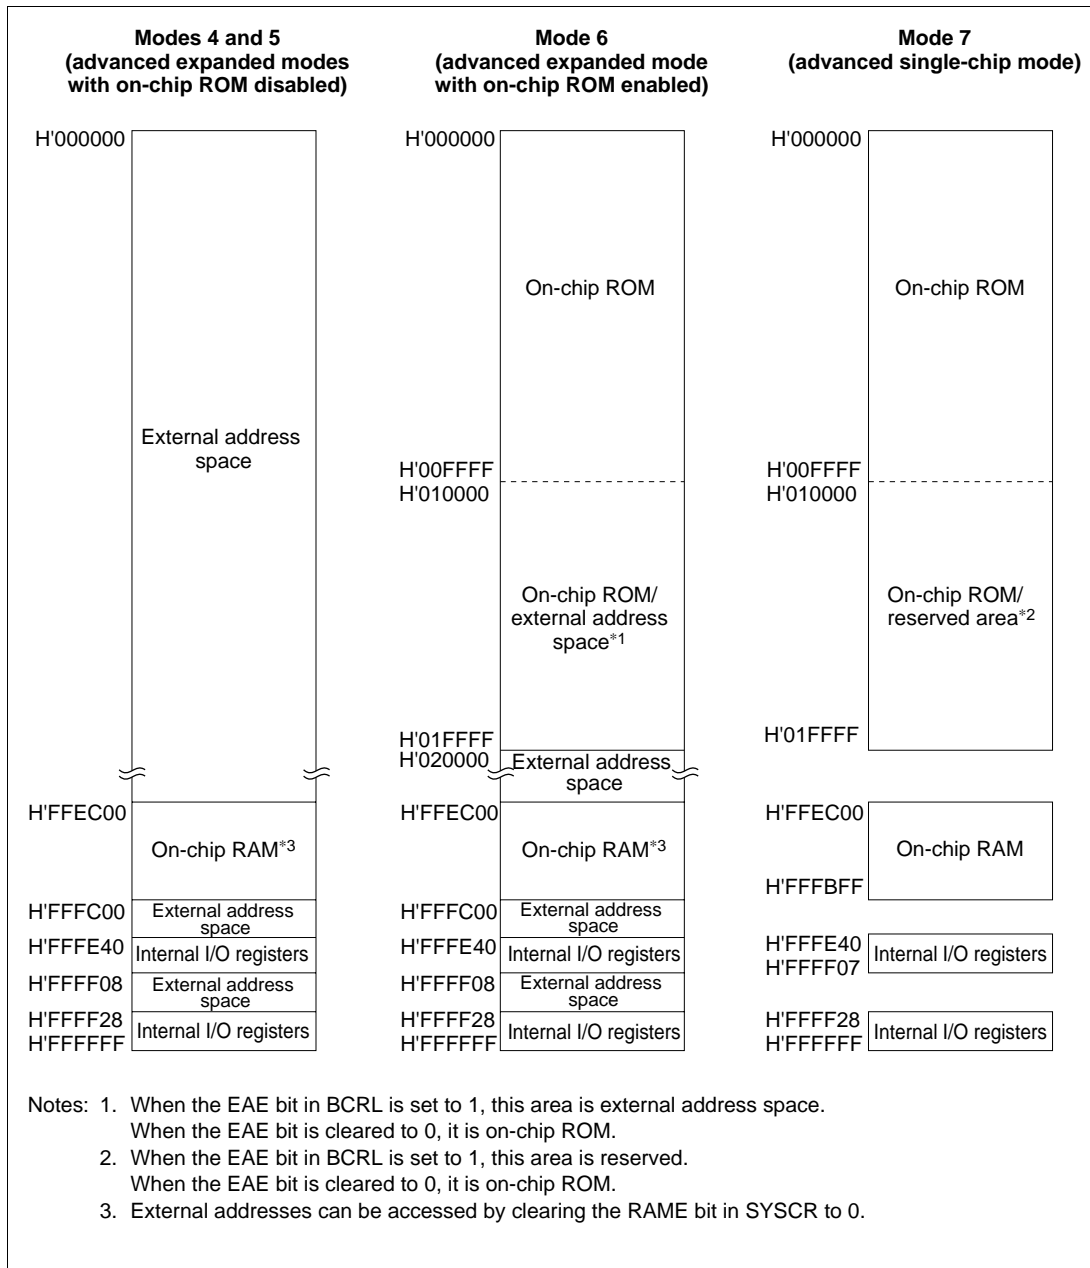 Modes 4 and 5
(advanced expanded modes
with on-chip ROM disabled)
H'000000
External address
space
H'FFEC00
On-chip RAM*3
H'FFFC00
External address
space
H'FFFE40
Internal I/O registers
H'FFFF08
External address
space
H'FFFF28
Internal I/O registers
H'FFFFFF
Mode 6
(advanced expanded mode
with on-chip ROM enabled)
H'000000
On-chip ROM
H'00FFFF
H'010000
On-chip ROM/
external address
space*1
H'01FFFF
H'020000
External address
space
H'FFEC00
On-chip RAM*3
H'FFFC00
External address
space
H'FFFE40
Internal I/O registers
H'FFFF08
External address
space
H'FFFF28
Internal I/O registers
H'FFFFFF
Mode 7
(advanced single-chip mode)
H'000000
On-chip ROM
H'00FFFF
H'010000
On-chip ROM/
reserved area*2
H'01FFFF
H'FFEC00
On-chip RAM
H'FFFBFF
H'FFFE40
Internal I/O registers
H'FFFF07
H'FFFF28
Internal I/O registers
H'FFFFFF
Notes: 1. When the EAE bit in BCRL is set to 1, this area is external address space.
When the EAE bit is cleared to 0, it is on-chip ROM.
2. When the EAE bit in BCRL is set to 1, this area is reserved.
When the EAE bit is cleared to 0, it is on-chip ROM.
3. External addresses can be accessed by clearing the RAME bit in SYSCR to 0.